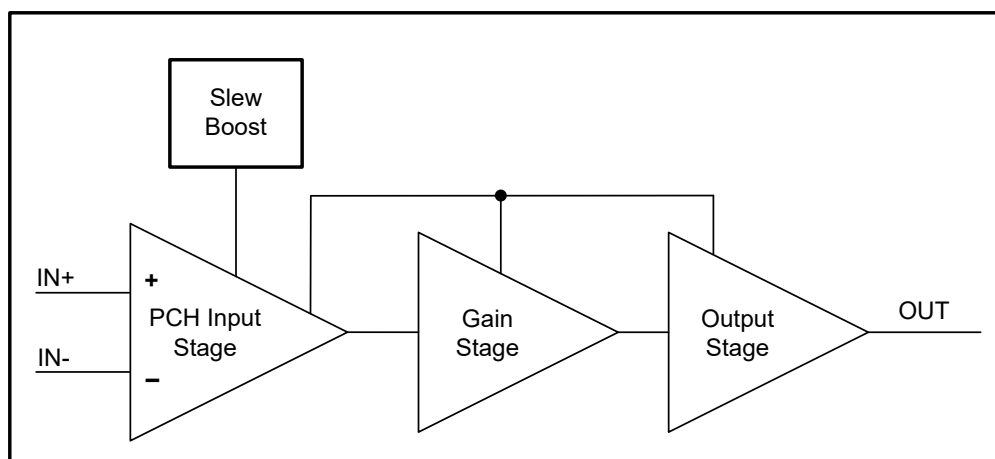 Slew
Boost
IN+
+
PCH Input
Stage
IN-
−
Gain
Stage
Output
Stage
OUT